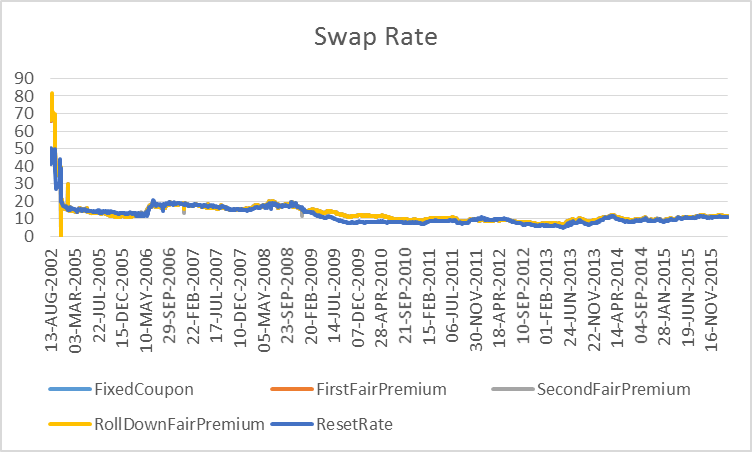 Swap Rate
90
80
70
60
50
40
30
20
10
0
13-AUG-2002
03-MAR-2005
22-JUL-2005
15-DEC-2005
10-MAY-2006
29-SEP-2006
22-FEB-2007
17-JUL-2007
10-DEC-2007
05-MAY-2008
23-SEP-2008
20-FEB-2009
14-JUL-2009
07-DEC-2009
28-APR-2010
21-SEP-2010
15-FEB-2011
06-JUL-2011
30-NOV-2011
18-APR-2012
10-SEP-2012
01-FEB-2013
24-JUN-2013
22-NOV-2013
14-APR-2014
04-SEP-2014
28-JAN-2015
19-JUN-2015
16-NOV-2015
FixedCoupon FirstFairPremium SecondFairPremium
RollDownFairPremium ResetRate